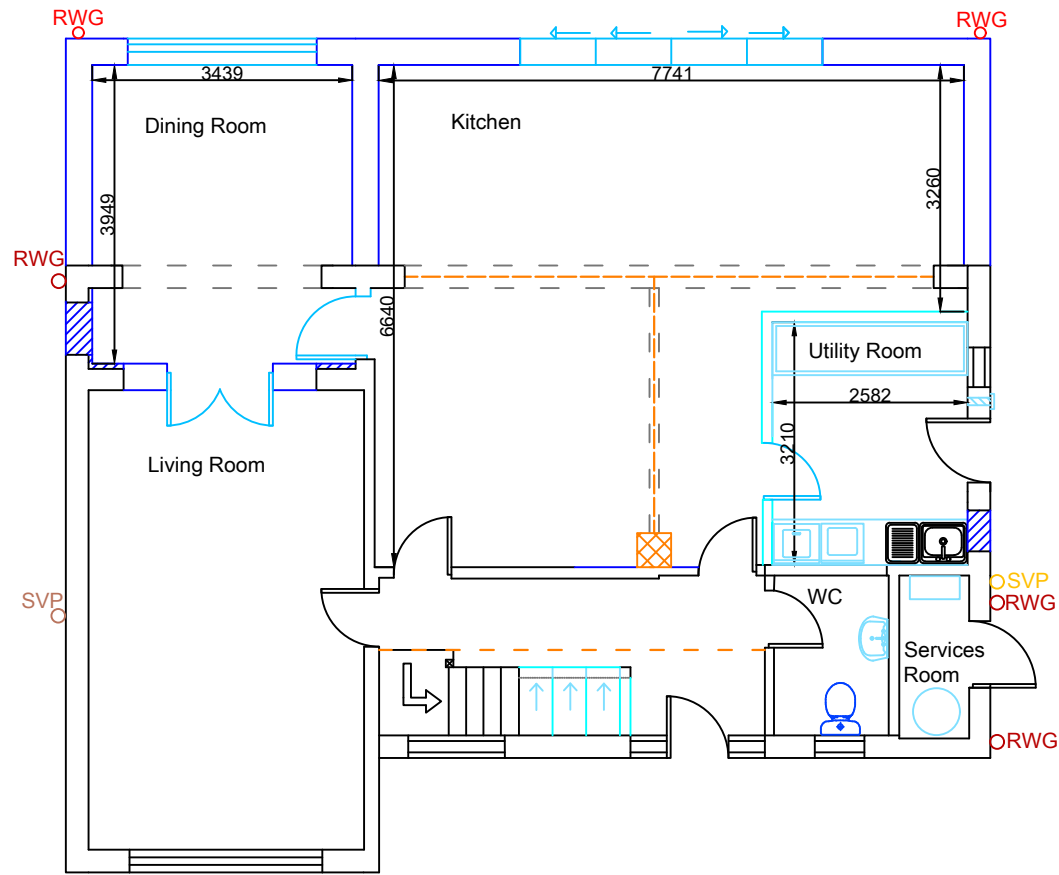 RWG
RWG
3439
7741
Dining Room
Kitchen
3949
3260
RWG
6640
Utility Room
2582
3210
Living Room
SVP
WC
SVP
RWG
Services
Room
RWG